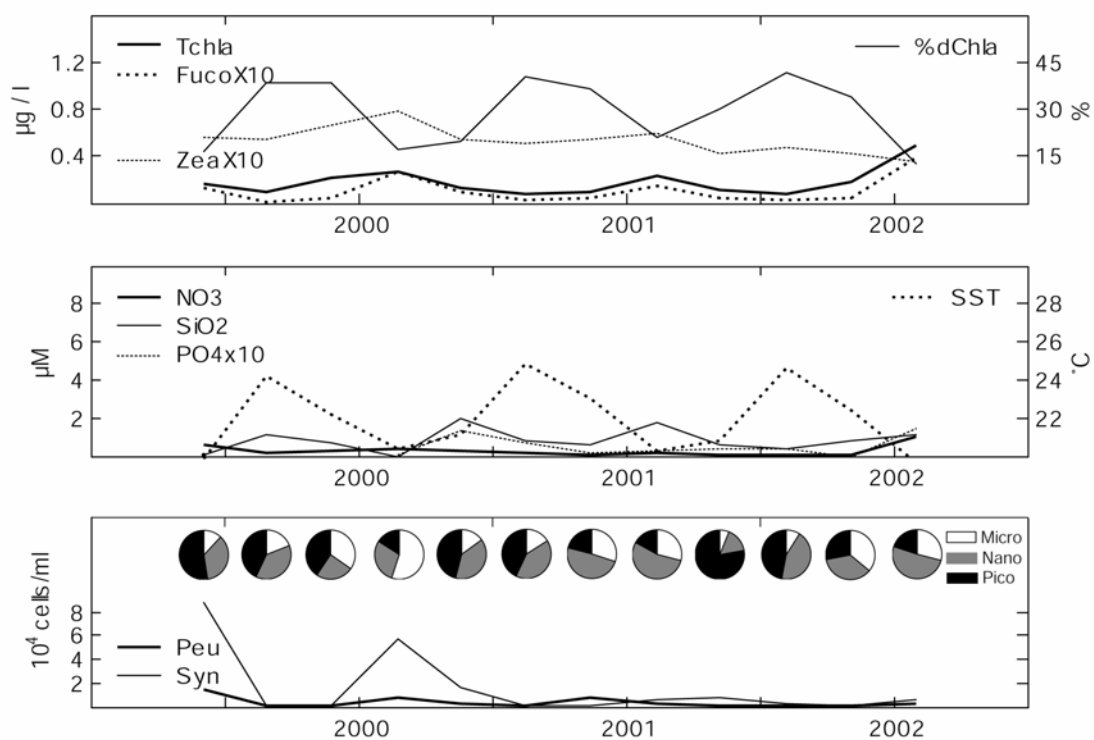 Tchla
FucoX10
ZeaX10
%dChla
1.2
0.8
0.4
µg / l
45
30
15
%
2000 2001 2002
NO3
SiO2
PO4x10
SST
8
6
4
2
µM
28
26
24
22
°C
2000 2001 2002
Micro
Nano
Pico
Peu
Syn
8
6
4
2
10⁴ cells/ml
2000 2001 2002